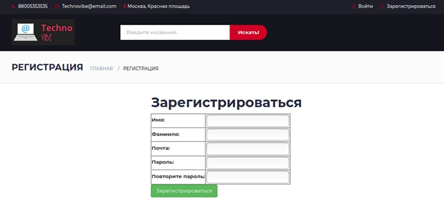 88005353535 Technovibe@email.com Москва, Красная площадь Войти Зарегистрироваться
Techno
Введите название... Искать!
РЕГИСТРАЦИЯ ГЛАВНАЯ / РЕГИСТРАЦИЯ
Зарегистрироваться
Имя:
Фамилия:
Почта:
Пароль:
Повторите пароль:
Зарегистрироваться